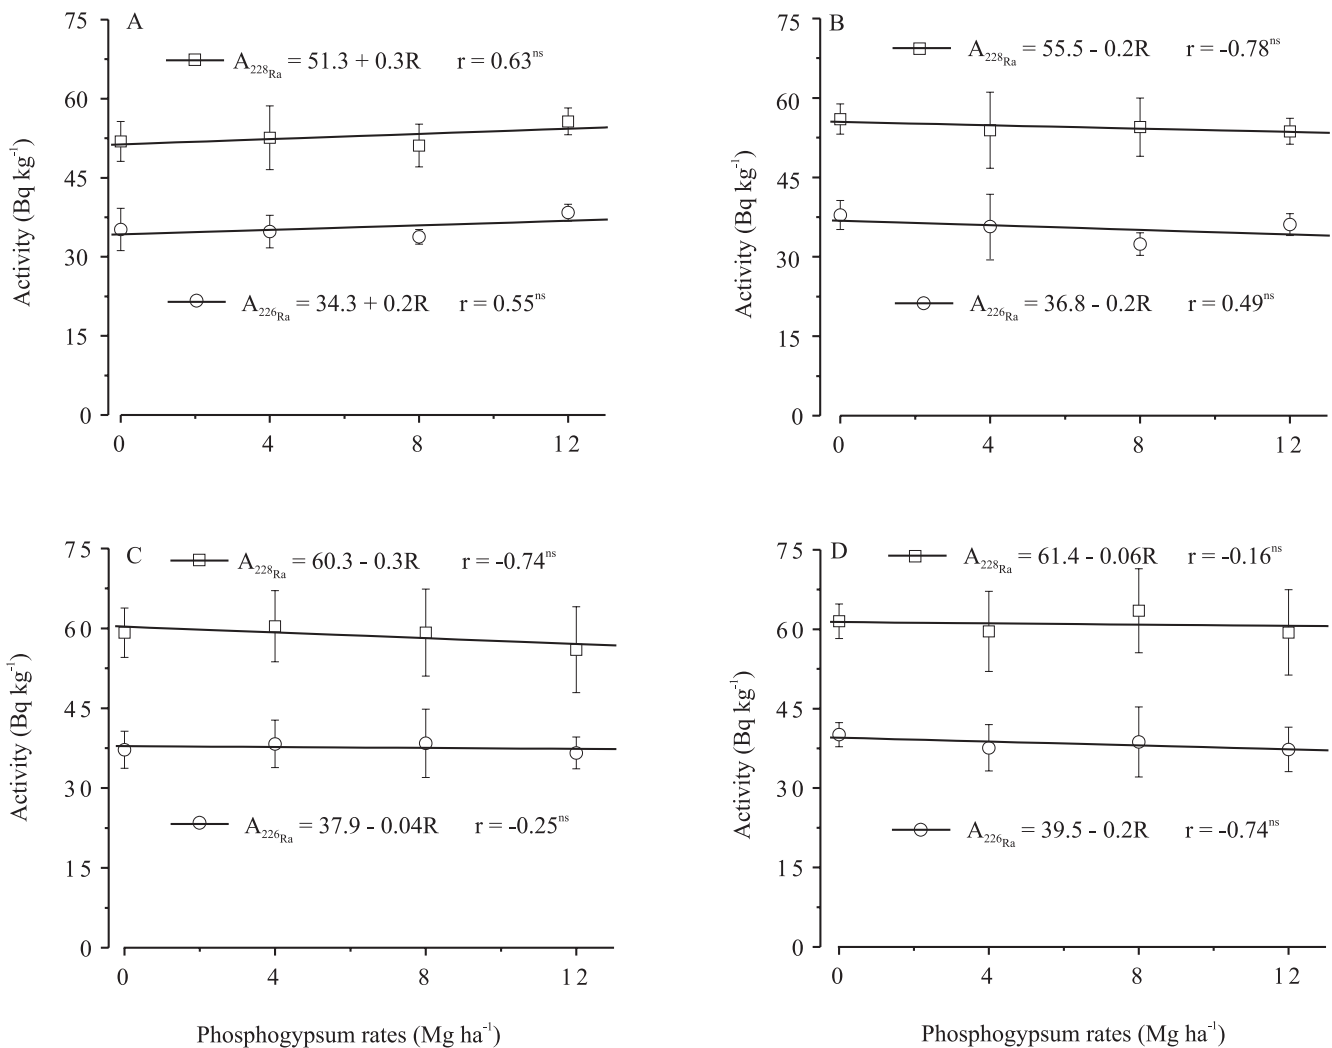 A
A228Ra = 51.3 + 0.3R r = 0.63ns
A226Ra = 34.3 + 0.2R r = 0.55ns
Activity (Bq kg-1)
75
60
45
30
15
0
0 4 8 12
B
A228Ra = 55.5 - 0.2R r = -0.78ns
A226Ra = 36.8 - 0.2R r = 0.49ns
Activity (Bq kg-1)
75
60
45
30
15
0
0 4 8 12
C
A228Ra = 60.3 - 0.3R r = -0.74ns
A226Ra = 37.9 - 0.04R r = -0.25ns
Activity (Bq kg-1)
75
60
45
30
15
0
0 4 8 12
Phosphogypsum rates (Mg ha-1)
D
A228Ra = 61.4 - 0.06R r = -0.16ns
A226Ra = 39.5 - 0.2R r = -0.74ns
Activity (Bq kg-1)
75
60
45
30
15
0
0 4 8 12
Phosphogypsum rates (Mg ha-1)